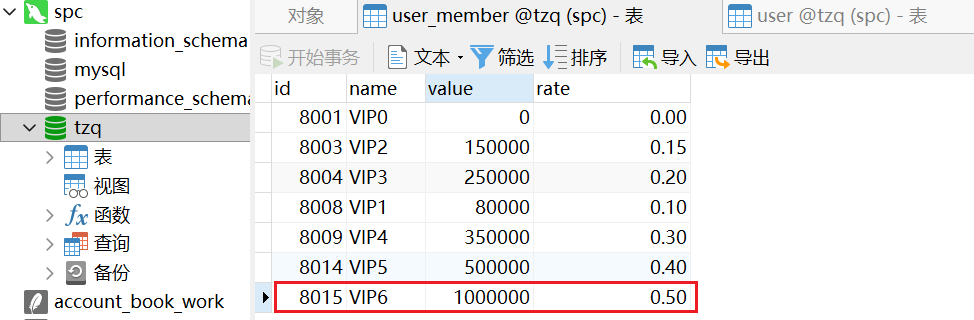 spc
information_schema
mysql
performance_schema
tzq
表
视图
函数
查询
备份
account_book_work
对象
user_member @tzq (spc) - 表
user @tzq (spc) - 表
开始事务 文本 筛选 排序 导入 导出
id name value rate
8001 VIP0 0 0.00
8003 VIP2 150000 0.15
8004 VIP3 250000 0.20
8008 VIP1 80000 0.10
8009 VIP4 350000 0.30
8014 VIP5 500000 0.40
8015 VIP6 1000000 0.50